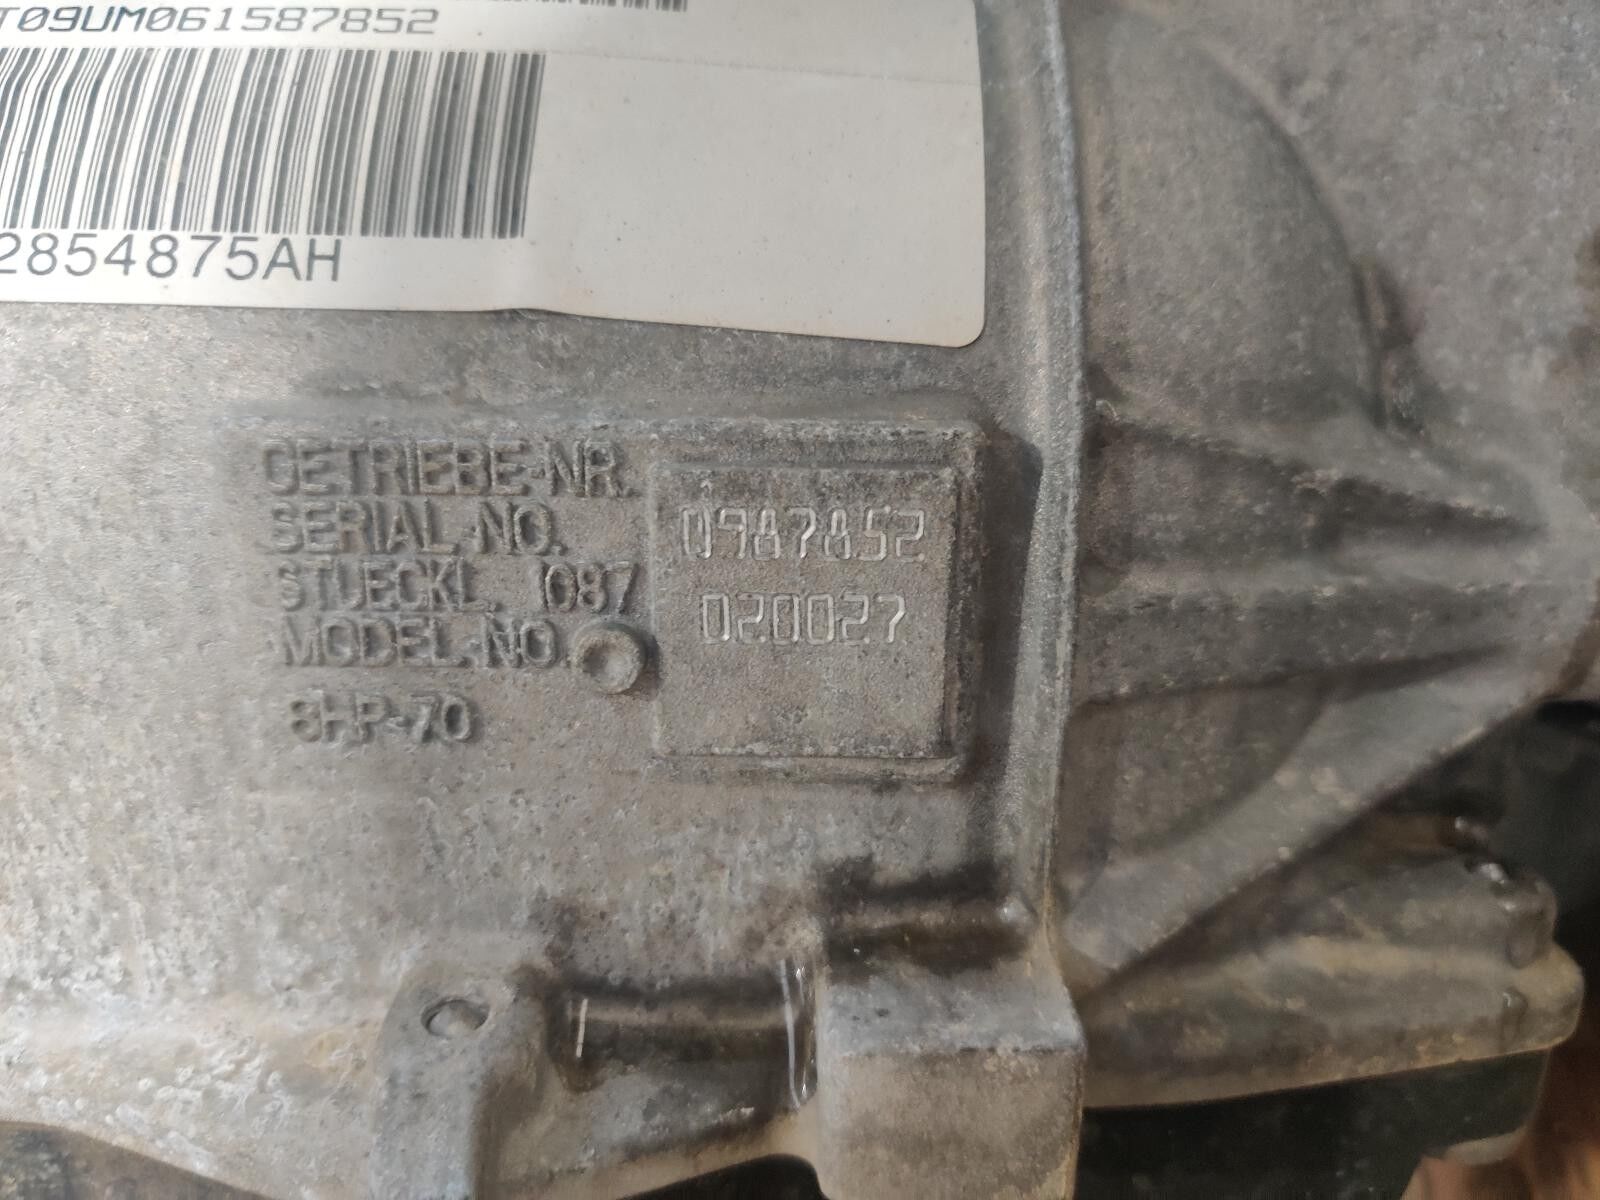 T09UM061587852
2854875AH
GETRIEBE-NR.
SERIAL-NO. 0987852
STUECKL. 1087 020027
MODEL-NO.
8HP-70